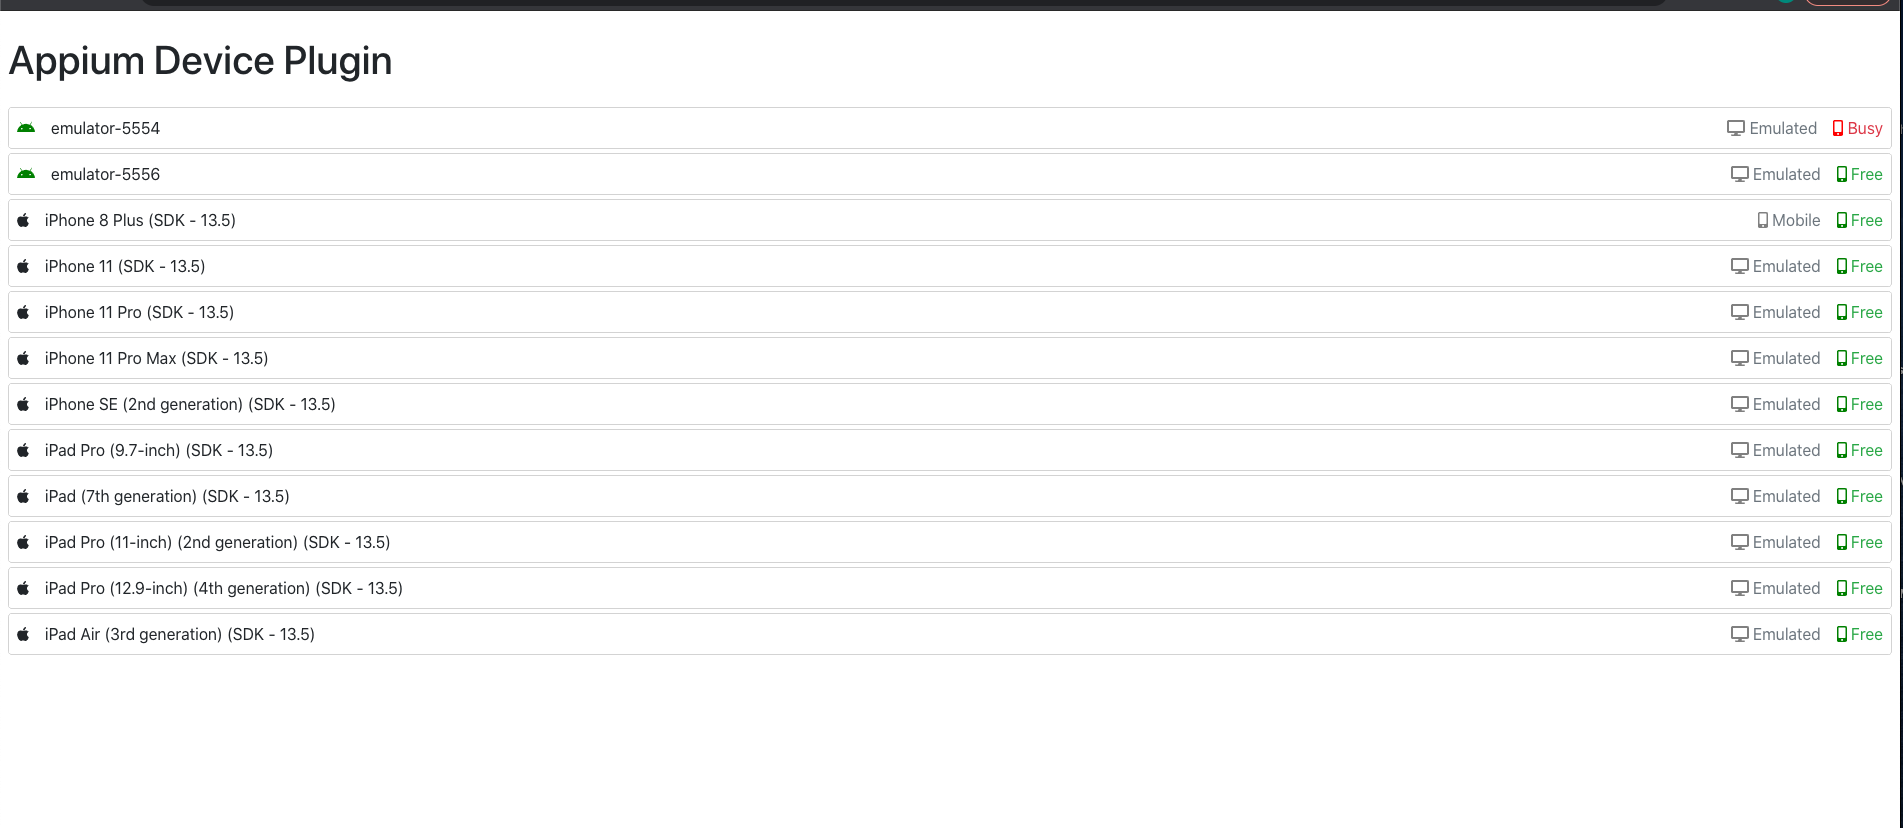 Appium Device Plugin
emulator-5554 Emulated Busy
emulator-5556 Emulated Free
iPhone 8 Plus (SDK - 13.5) Mobile Free
iPhone 11 (SDK - 13.5) Emulated Free
iPhone 11 Pro (SDK - 13.5) Emulated Free
iPhone 11 Pro Max (SDK - 13.5) Emulated Free
iPhone SE (2nd generation) (SDK - 13.5) Emulated Free
iPad Pro (9.7-inch) (SDK - 13.5) Emulated Free
iPad (7th generation) (SDK - 13.5) Emulated Free
iPad Pro (11-inch) (2nd generation) (SDK - 13.5) Emulated Free
iPad Pro (12.9-inch) (4th generation) (SDK - 13.5) Emulated Free
iPad Air (3rd generation) (SDK - 13.5) Emulated Free